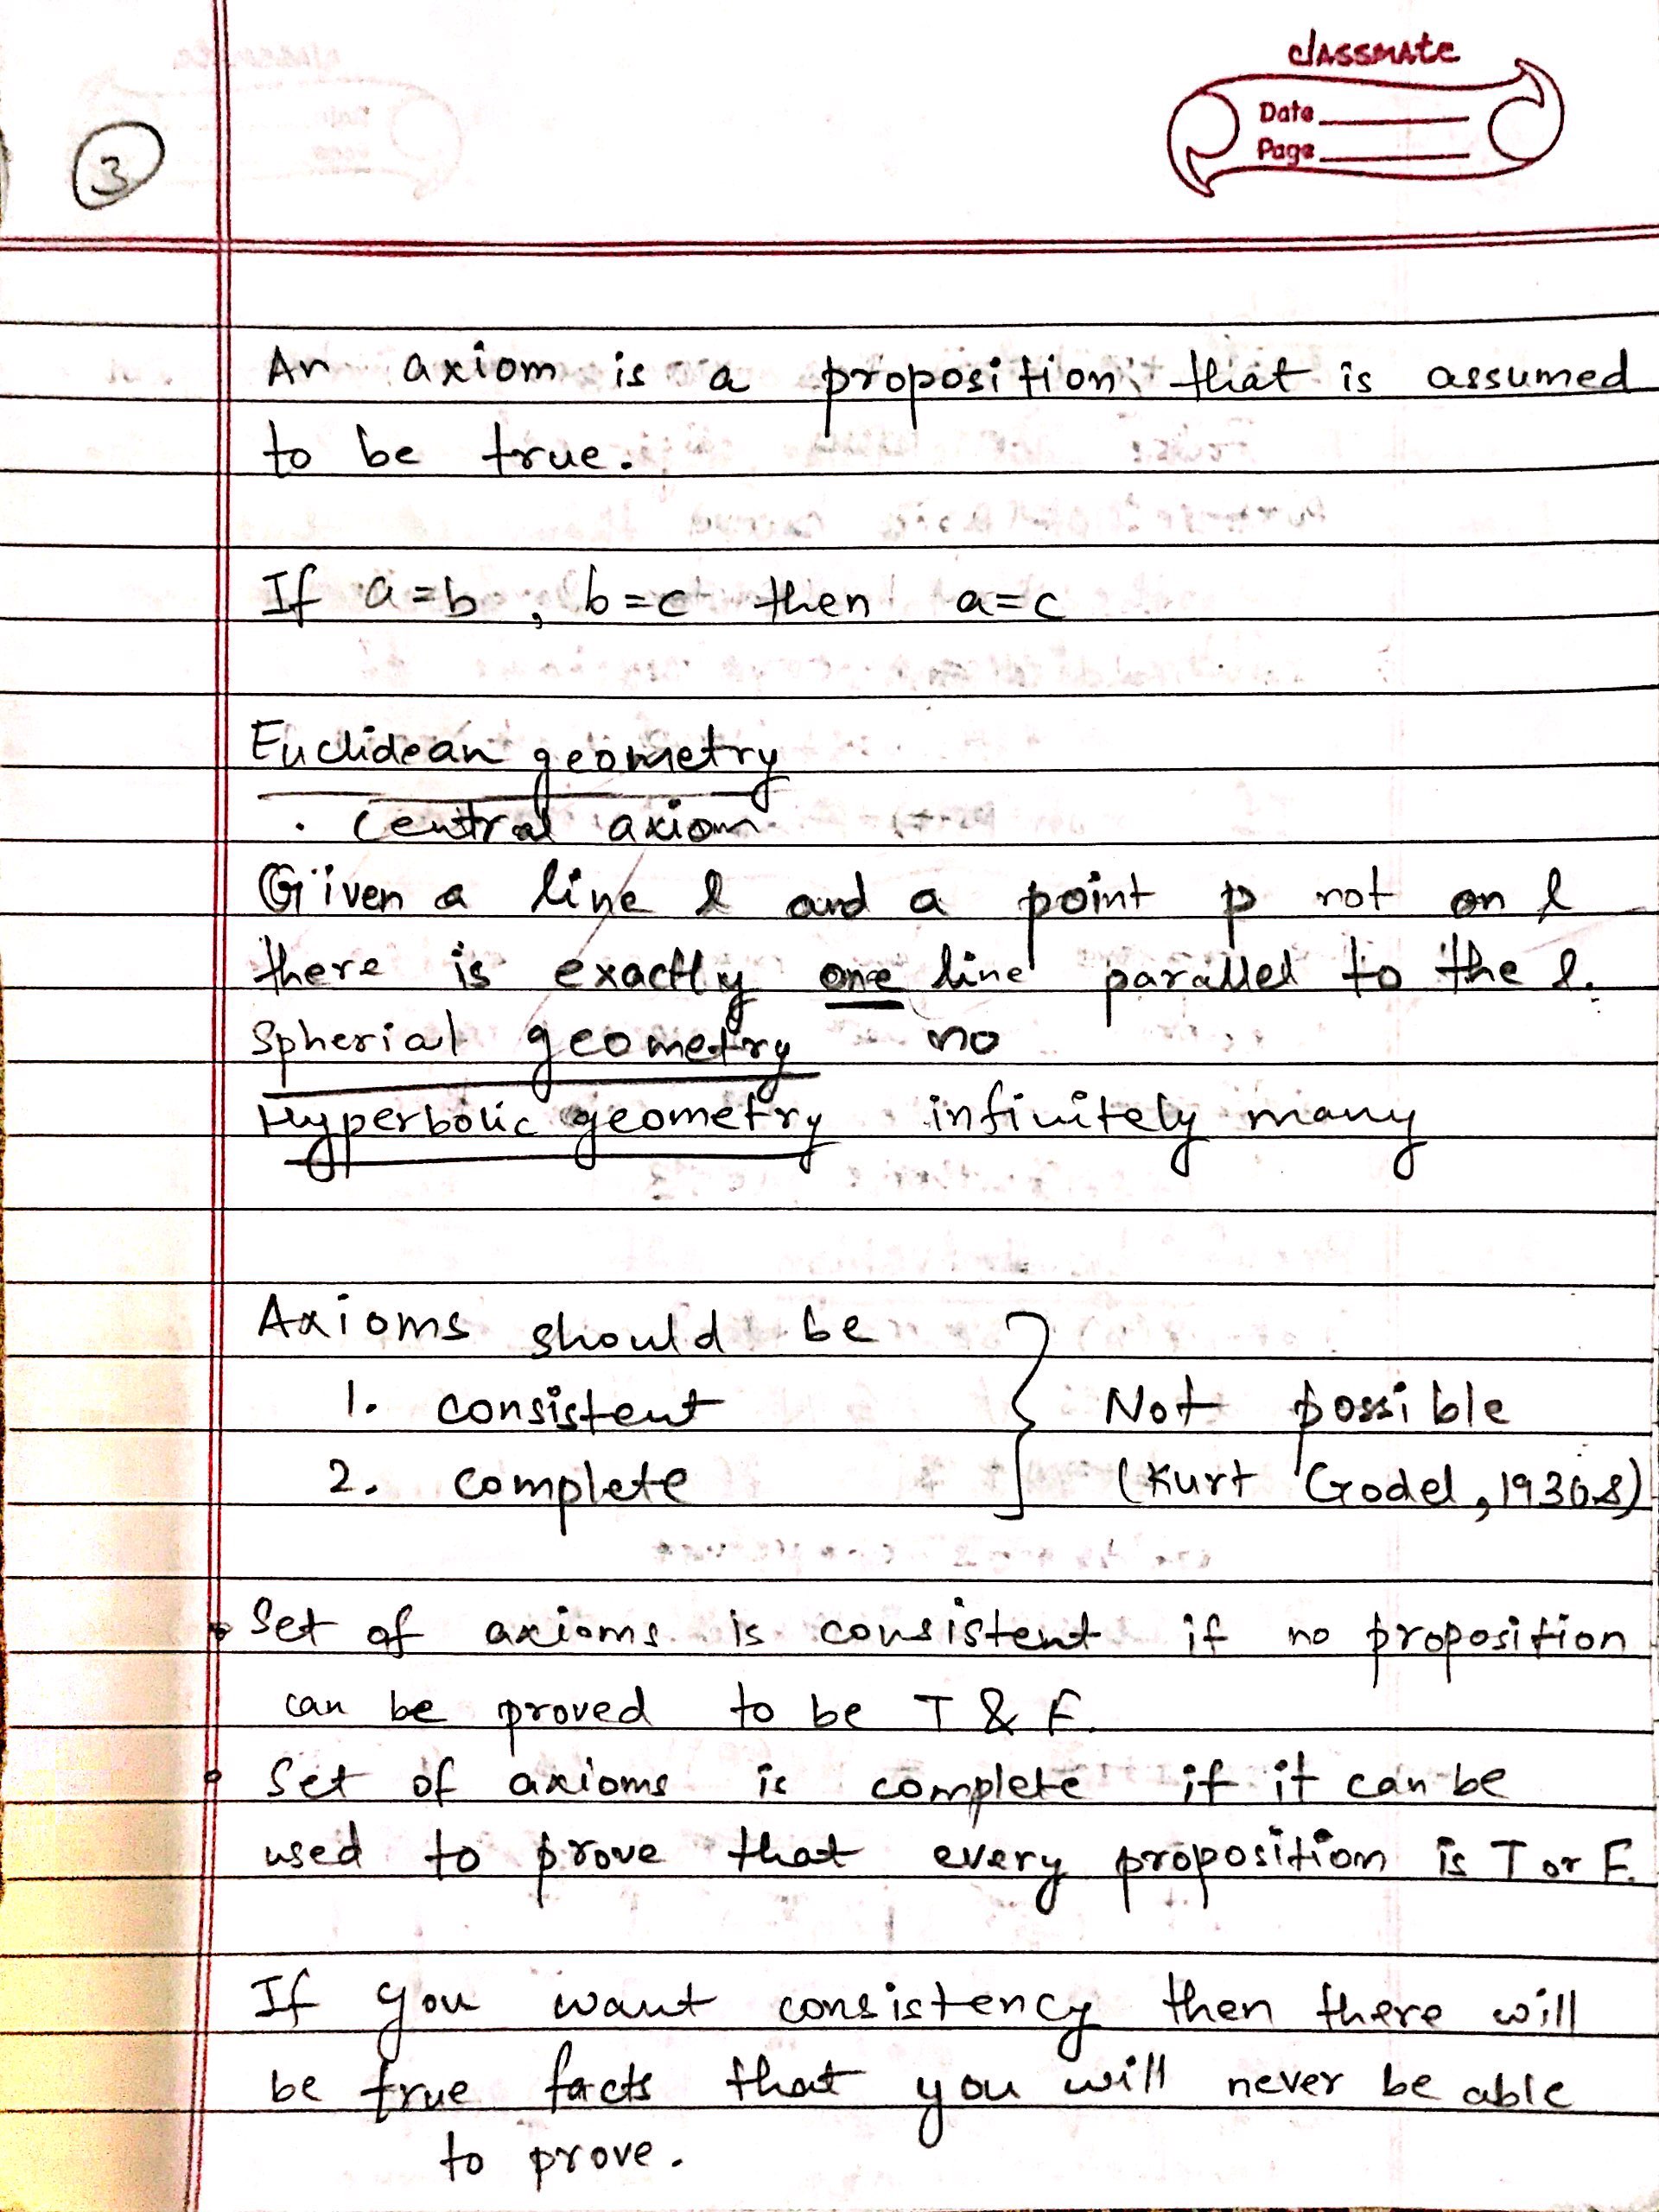 classmate
Date
Page
3
An axiom is a proposition that is assumed
to be true.
If a=b, b=c then a=c
Euclidean geometry
. Central axiom
Given a line l and a point p not on l
there is exactly one line parallel to the l.
Spherial geometry no
Hyperbolic geometry infinitely many
Axioms should be
1. consistent
2. complete
} Not possible
(Kurt Godel, 1930s)
• Set of axioms is consistent if no proposition
can be proved to be T & F.
• Set of axioms is complete if it can be
used to prove that every proposition is T or F.
If you want consistency then there will
be true facts that you will never be able
to prove.